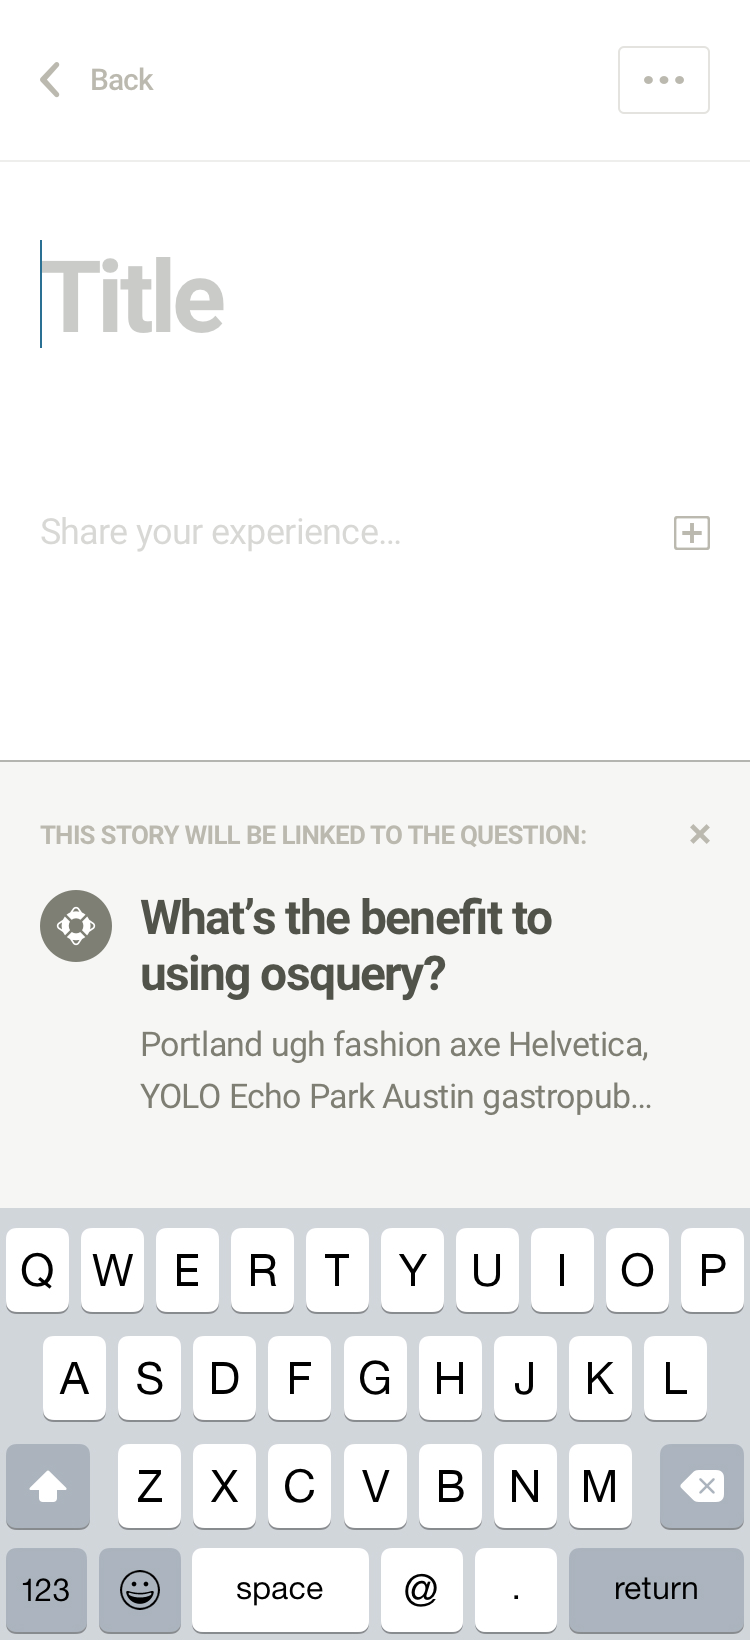 Back
Title
Share your experience...
THIS STORY WILL BE LINKED TO THE QUESTION:
What's the benefit to
using osquery?
Portland ugh fashion axe Helvetica,
YOLO Echo Park Austin gastropub...
Q W E R T Y U I O P
A S D F G H J K L
Z X C V B N M
123 space @ . return